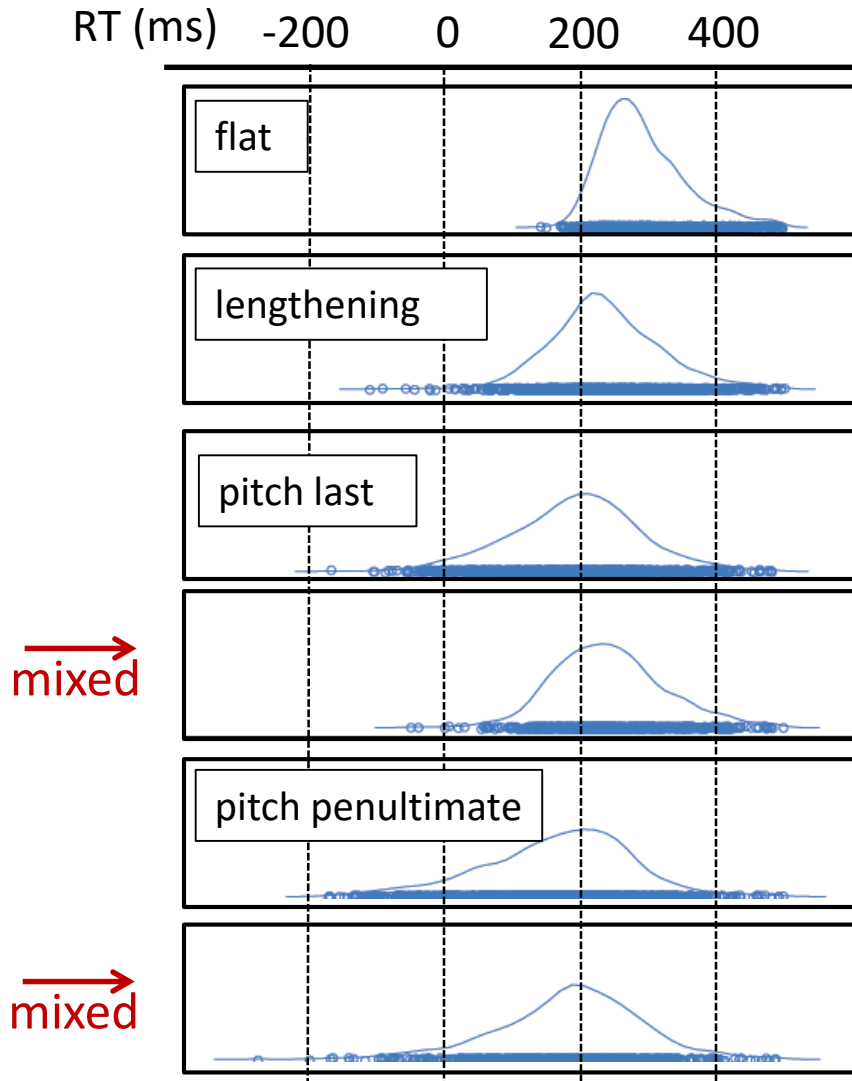 RT (ms) -200 0 200 400
flat
lengthening
pitch last
mixed
pitch penultimate
mixed